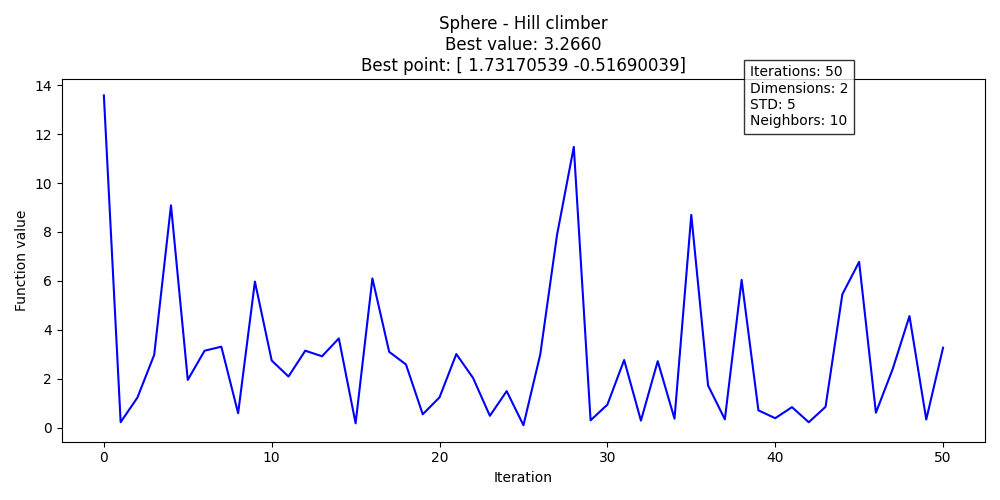 Sphere - Hill climber
Best value: 3.2660
Best point: [ 1.73170539 -0.51690039]
Iterations: 50
Dimensions: 2
STD: 5
Neighbors: 10
14
12
10
8
6
4
2
0
Function value
0 10 20 30 40 50
Iteration